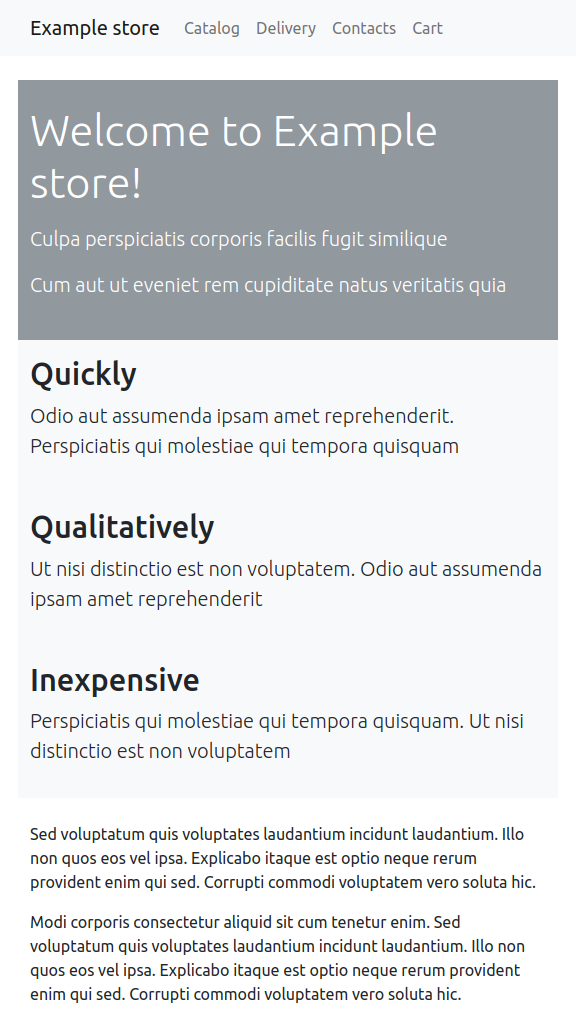 Example store Catalog Delivery Contacts Cart
Welcome to Example
store!
Culpa perspiciatis corporis facilis fugit similique
Cum aut ut eveniet rem cupiditate natus veritatis quia
Quickly
Odio aut assumenda ipsam amet reprehenderit.
Perspiciatis qui molestiae qui tempora quisquam
Qualitatively
Ut nisi distinctio est non voluptatem. Odio aut assumenda
ipsam amet reprehenderit
Inexpensive
Perspiciatis qui molestiae qui tempora quisquam. Ut nisi
distinctio est non voluptatem
Sed voluptatum quis voluptates laudantium incidunt laudantium. Illo
non quos eos vel ipsa. Explicabo itaque est optio neque rerum
provident enim qui sed. Corrupti commodi voluptatem vero soluta hic.
Modi corporis consectetur aliquid sit cum tenetur enim. Sed
voluptatum quis voluptates laudantium incidunt laudantium. Illo non
quos eos vel ipsa. Explicabo itaque est optio neque rerum provident
enim qui sed. Corrupti commodi voluptatem vero soluta hic.